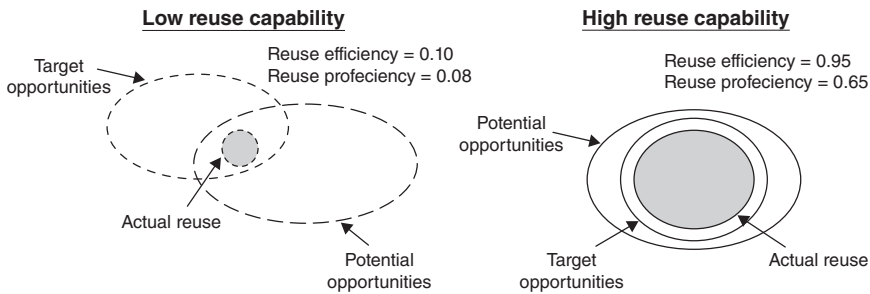 Low reuse capability
Reuse efficiency = 0.10
Reuse profeciency = 0.08
Target
opportunities
Actual reuse
Potential
opportunities
High reuse capability
Reuse efficiency = 0.95
Reuse profeciency = 0.65
Potential
opportunities
Target
opportunities
Actual reuse